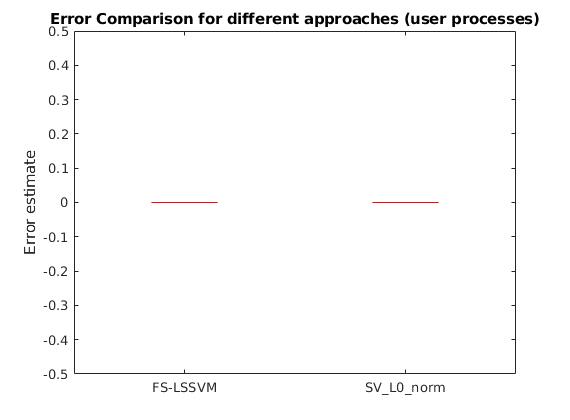 Error Comparison for different approaches (user processes)
0.5
0.4
0.3
0.2
0.1
0
-0.1
-0.2
-0.3
-0.4
-0.5
Error estimate
FS-LSSVM
SV_L0_norm